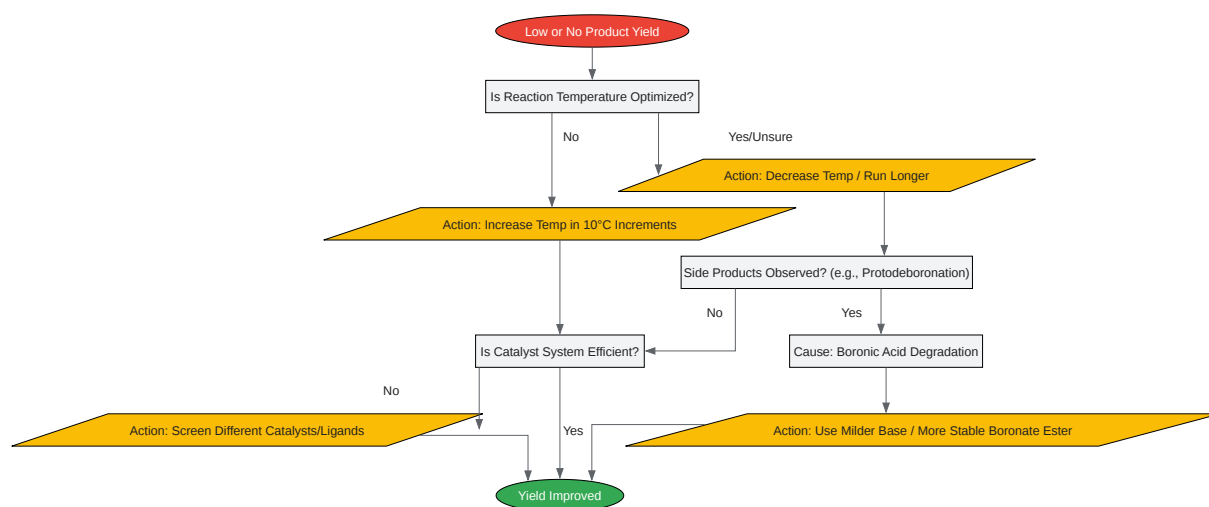 Low or No Product Yield
Is Reaction Temperature Optimized?
No
Yes/Unsure
Action: Decrease Temp / Run Longer
Action: Increase Temp in 10°C Increments
Side Products Observed? (e.g., Protodeboronation)
No
Yes
Is Catalyst System Efficient?
Cause: Boronic Acid Degradation
No
Action: Screen Different Catalysts/Ligands
Yes
Action: Use Milder Base / More Stable Boronate Ester
Yield Improved